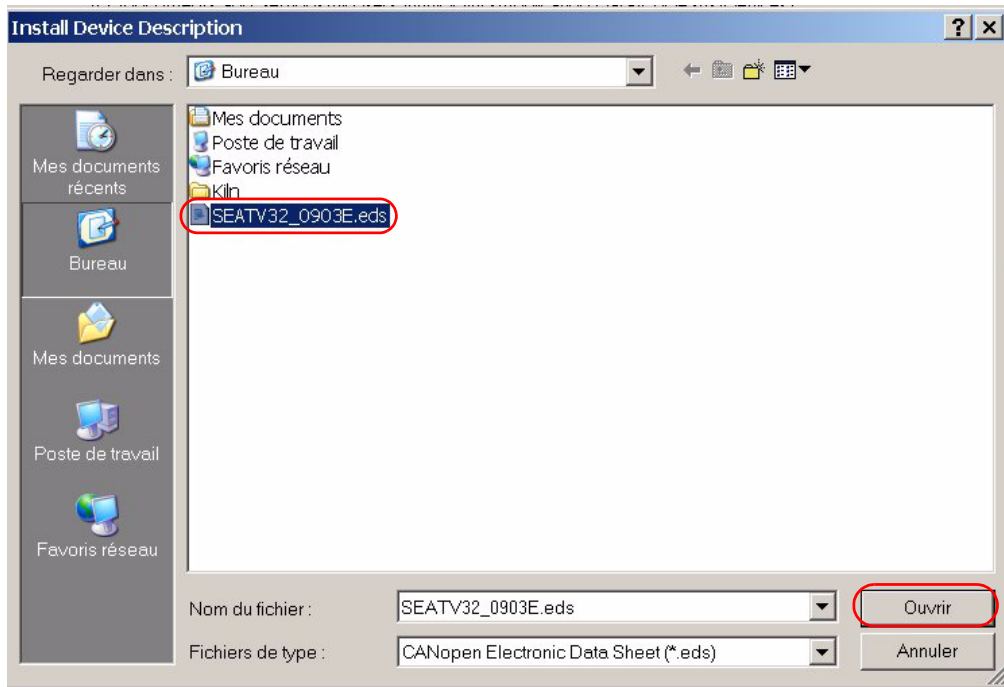 Install Device Description
Regarder dans :
Bureau
Mes documents récents
Bureau
Mes documents
Poste de travail
Favoris réseau
Mes documents
Poste de travail
Favoris réseau
Kiln
SEATV32_0903E.eds
Nom du fichier :
SEATV32_0903E.eds
Ouvrir
Fichiers de type :
CANopen Electronic Data Sheet (*.eds)
Annuler